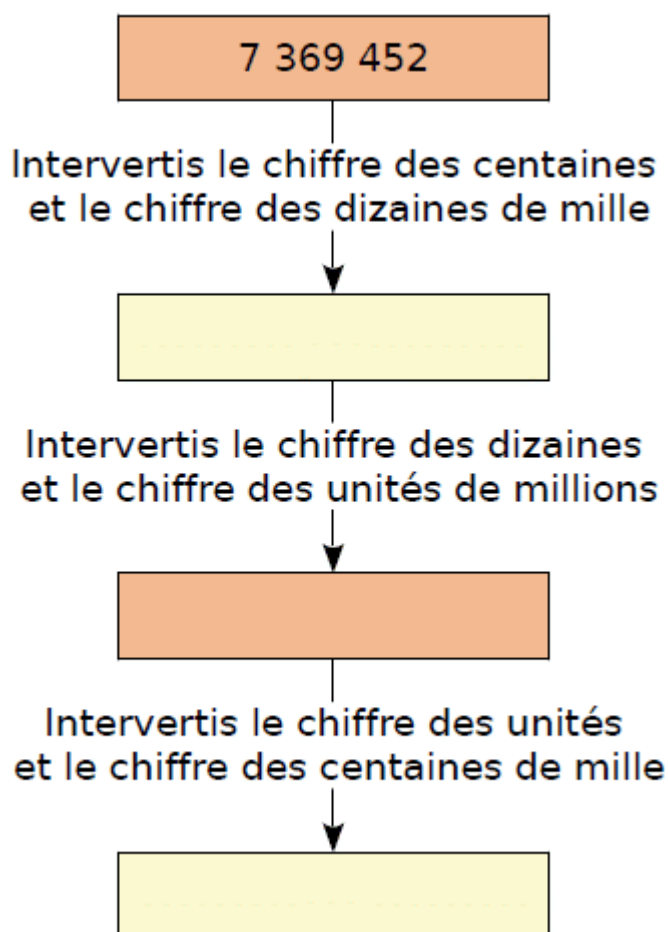 7 369 452
Intervertis le chiffre des centaines
et le chiffre des dizaines de mille
Intervertis le chiffre des dizaines
et le chiffre des unités de millions
Intervertis le chiffre des unités
et le chiffre des centaines de mille